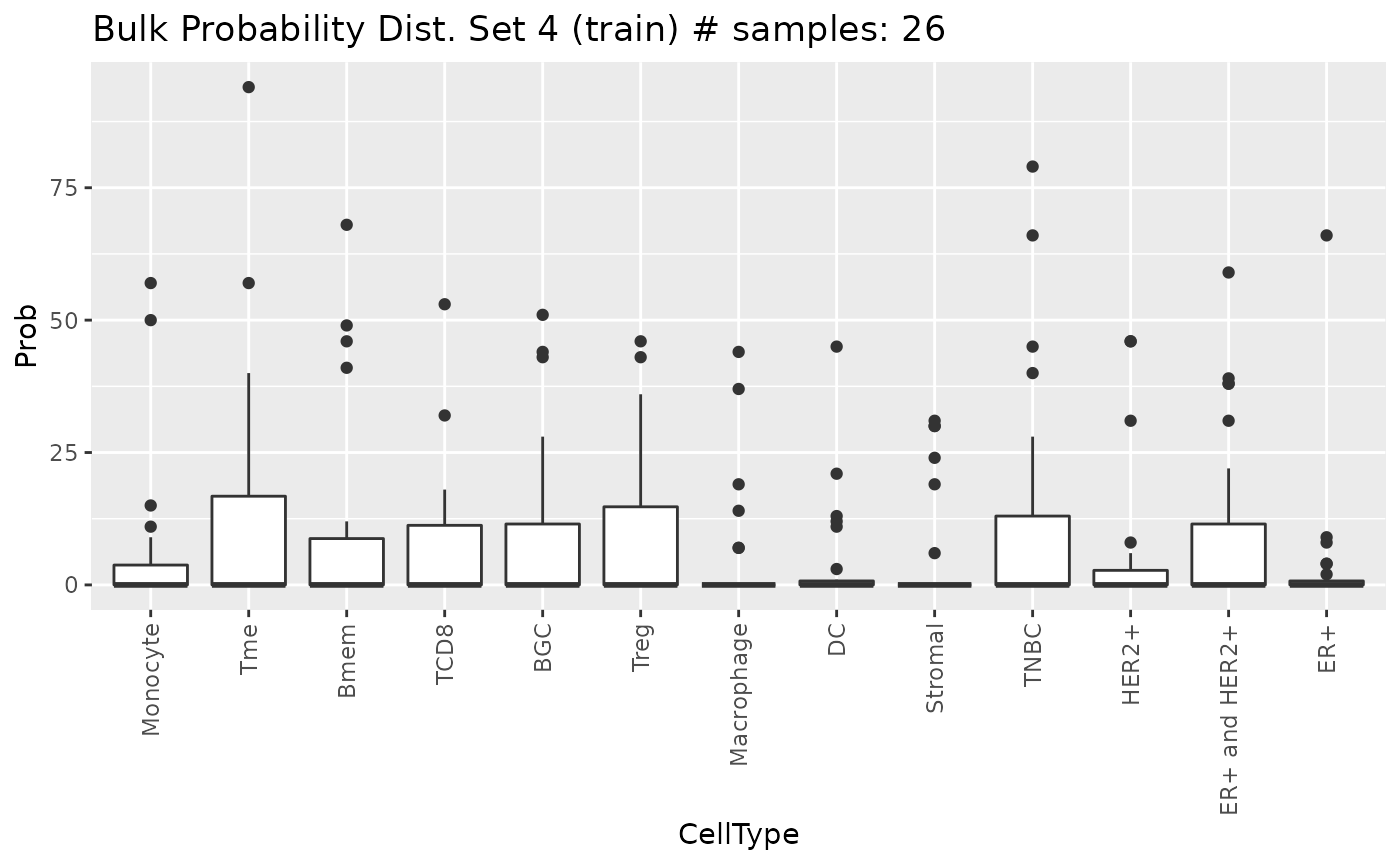 Bulk Probability Dist. Set 4 (train) # samples: 26
Prob
75
50
25
0
Monocyte
Tme
Bmem
TCD8
BGC
Treg
Macrophage
DC
Stromal
TNBC
HER2+
ER+ and HER2+
ER+
CellType